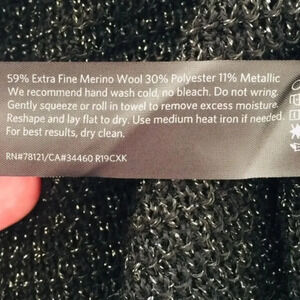 59% Extra Fine Merino Wool 30% Polyester 11% Metallic
We recommend hand wash cold, no bleach. Do not wring.
Gently squeeze or roll in towel to remove excess moisture.
Reshape and lay flat to dry. Use medium heat iron if needed.
For best results, dry clean.
RN#78121/CA#34460 R19CXK